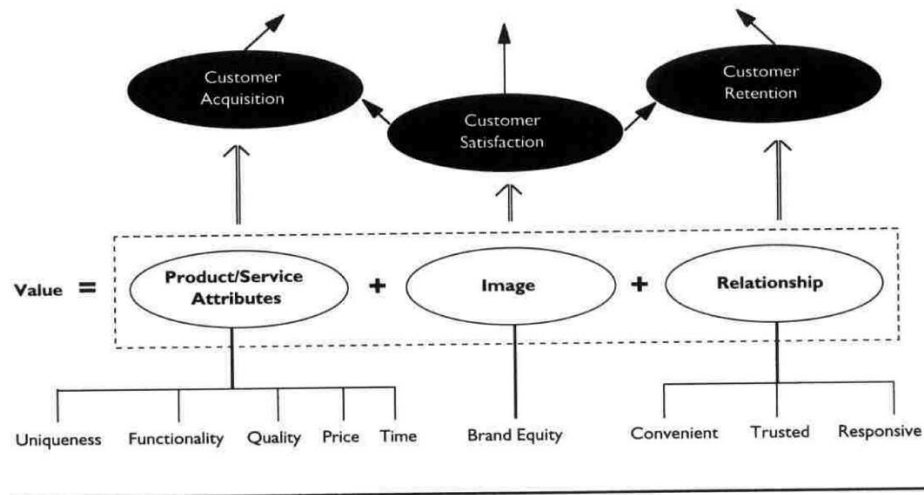 Customer
Acquisition
Customer
Satisfaction
Customer
Retention
Value =
Product/Service
Attributes
+
Image
+
Relationship
Uniqueness
Functionality
Quality
Price
Time
Brand Equity
Convenient
Trusted
Responsive